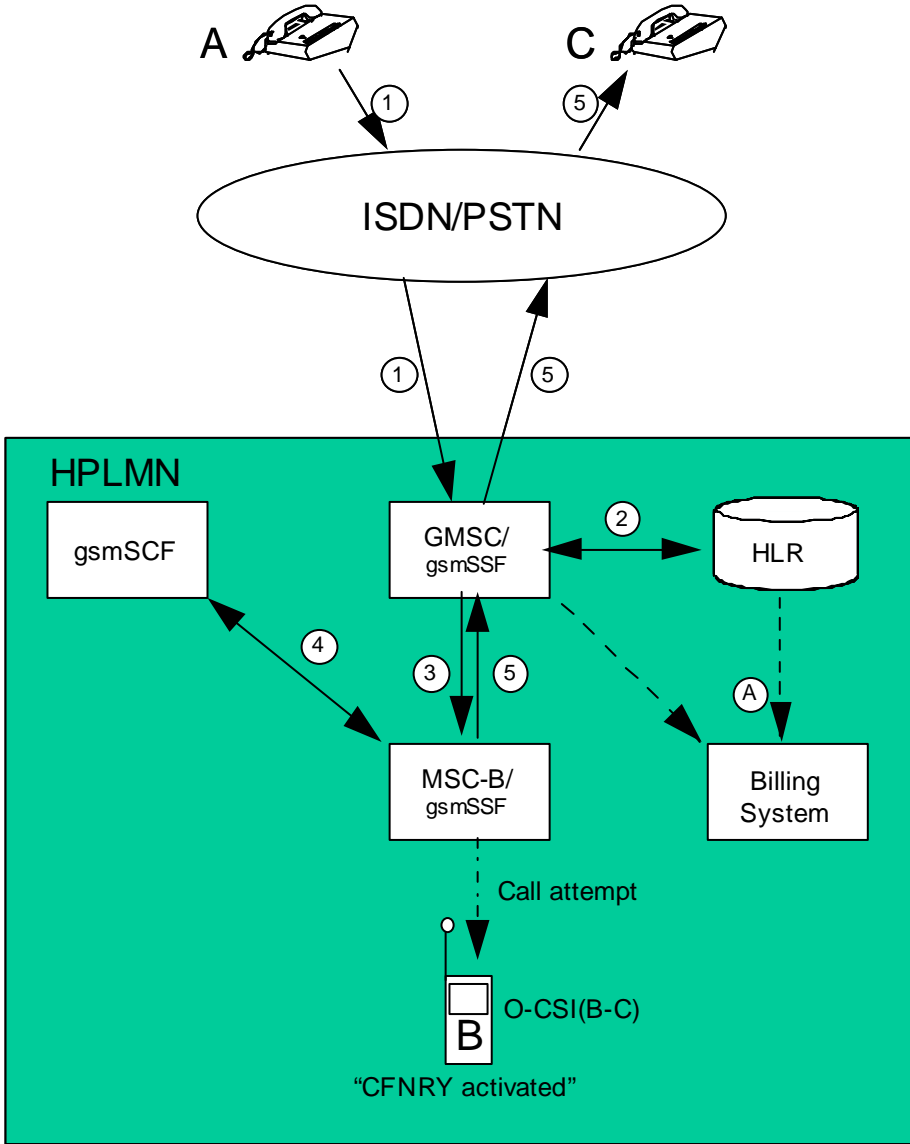 A
C
1
5
ISDN/PSTN
1
5
HPLMN
gsmSCF
GMSC/
gsmSSF
2
HLR
4
3
5
A
MSC-B/
gsmSSF
Billing
System
Call attempt
O-CSI(B-C)
B
“CFNRY activated”